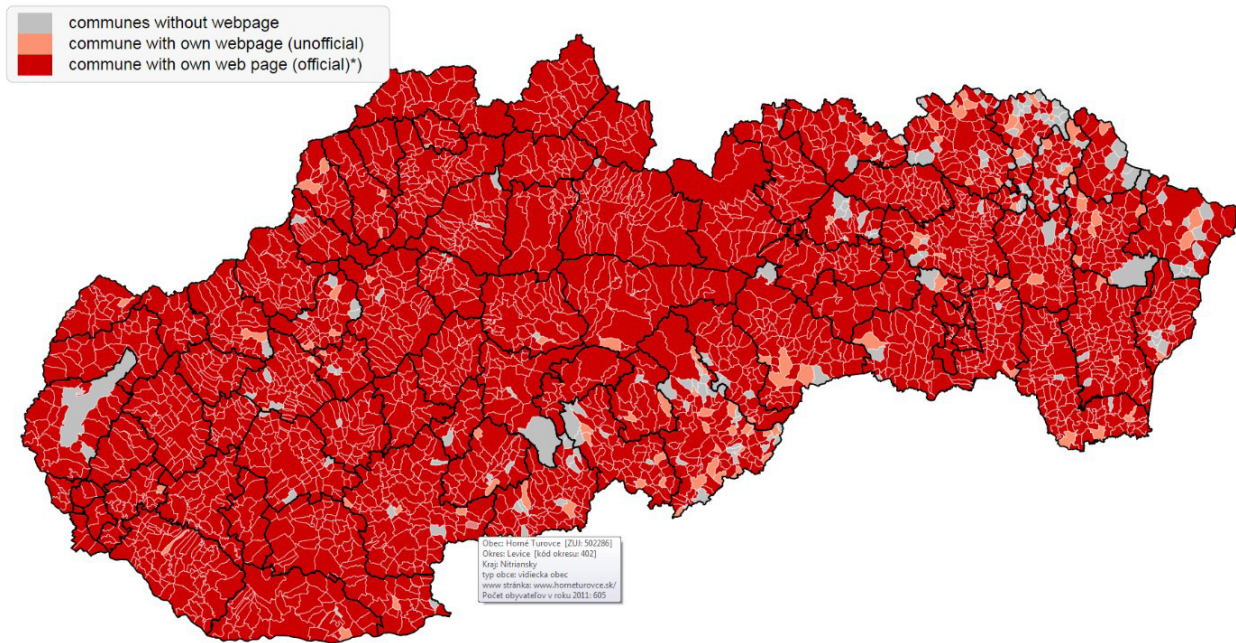 communes without webpage
commune with own webpage (unofficial)
commune with own web page (official)*)
Obec: Horné Turovce [ZUJ: 502286]
Okres: Levice [kód okresu: 402]
Kraj: Nitriansky
typ obce: vidiecka obec
www stránka: www.horneturovce.sk/
Počet obyvateľov v roku 2011: 605